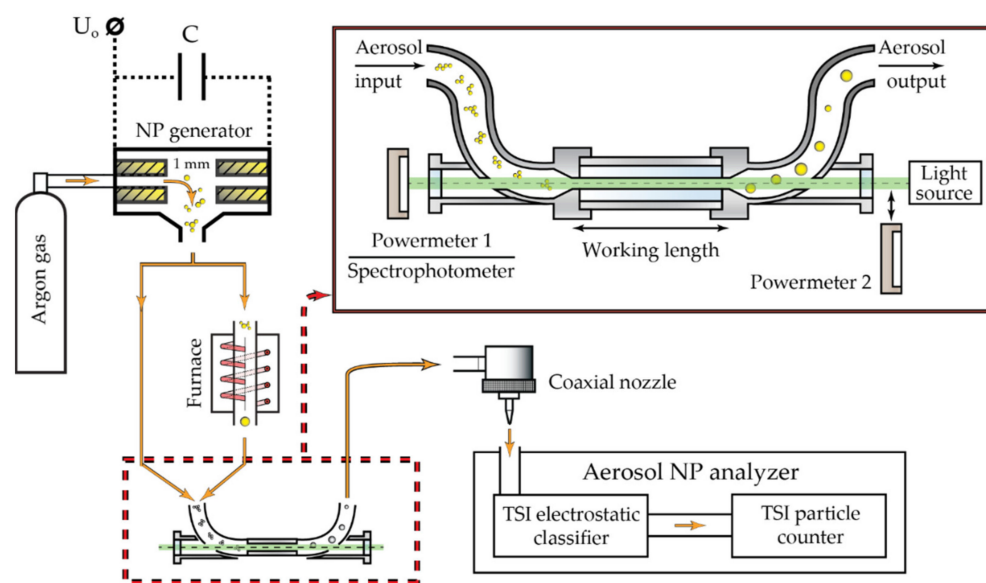 Uₒ
C
NP generator
1 mm
Argon gas
Furnace
Aerosol
input
Aerosol
output
Light
source
Powermeter 1
Spectrophotometer
Working length
Powermeter 2
Coaxial nozzle
Aerosol NP analyzer
TSI electrostatic
classifier
TSI particle
counter